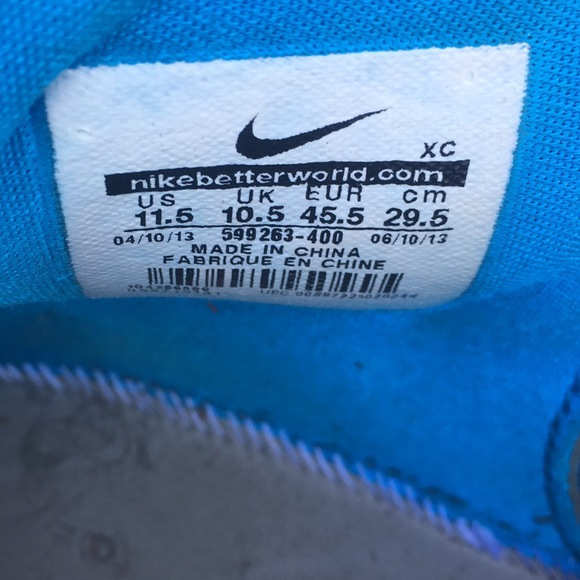 XC
nikebetterworld.com
US UK EUR cm
11.5 10.5 45.5 29.5
04/10/13 599263-400 06/10/13
MADE IN CHINA
FABRIQUE EN CHINE
UPC